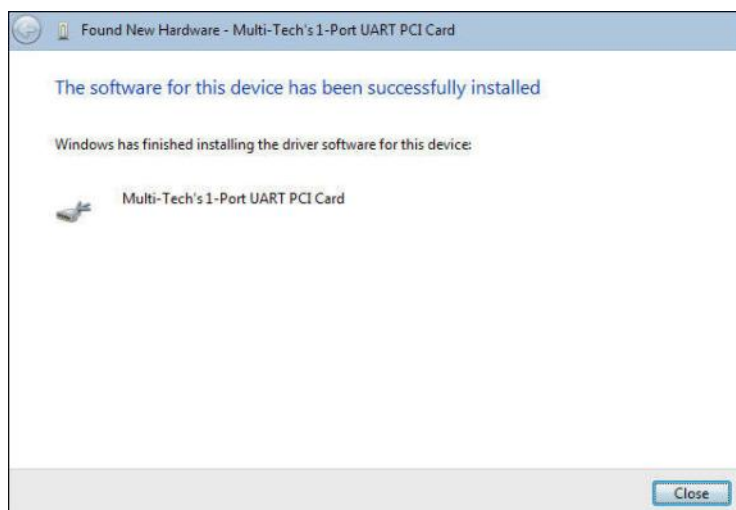 Found New Hardware - Multi-Tech's 1-Port UART PCI Card
The software for this device has been successfully installed
Windows has finished installing the driver software for this device:
Multi-Tech's 1-Port UART PCI Card
Close